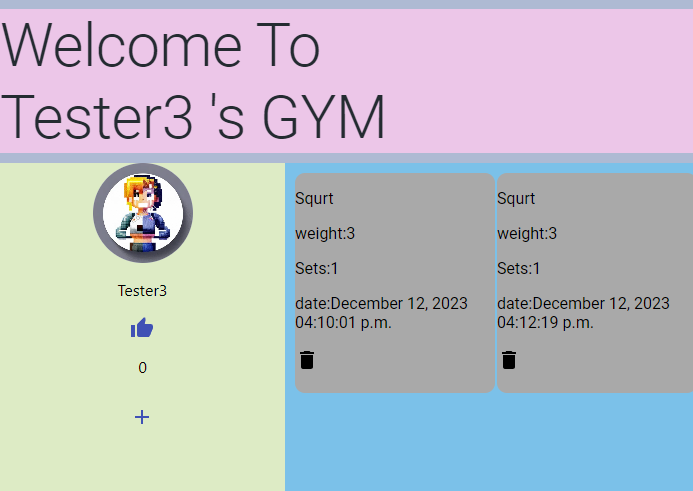 Welcome To
Tester3 's GYM
Tester3
0
Squrt
weight:3
Sets:1
date:December 12, 2023
04:10:01 p.m.
Squrt
weight:3
Sets:1
date:December 12, 2023
04:12:19 p.m.